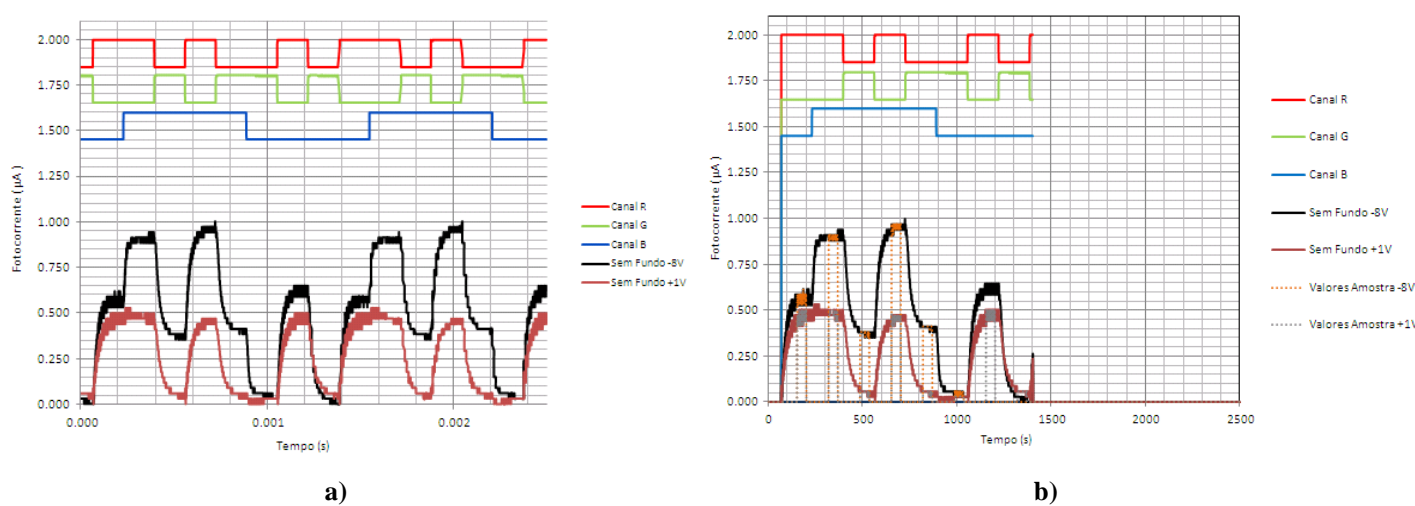 2.000
1.750
1.500
1.250
1.000
0.750
0.500
0.250
0.000
Fotocorrente ( µA )
0.000
0.001
0.002
Tempo (s)
Canal R
Canal G
Canal B
Sem Fundo -8V
Sem Fundo +1V
a)
2.000
1.750
1.500
1.250
1.000
0.750
0.500
0.250
0.000
Fotocorrente ( µA )
0
500
1000
1500
2000
2500
Tempo (s)
Canal R
Canal G
Canal B
Sem Fundo -8V
Sem Fundo +1V
Valores Amostra -8V
Valores Amostra +1V
b)